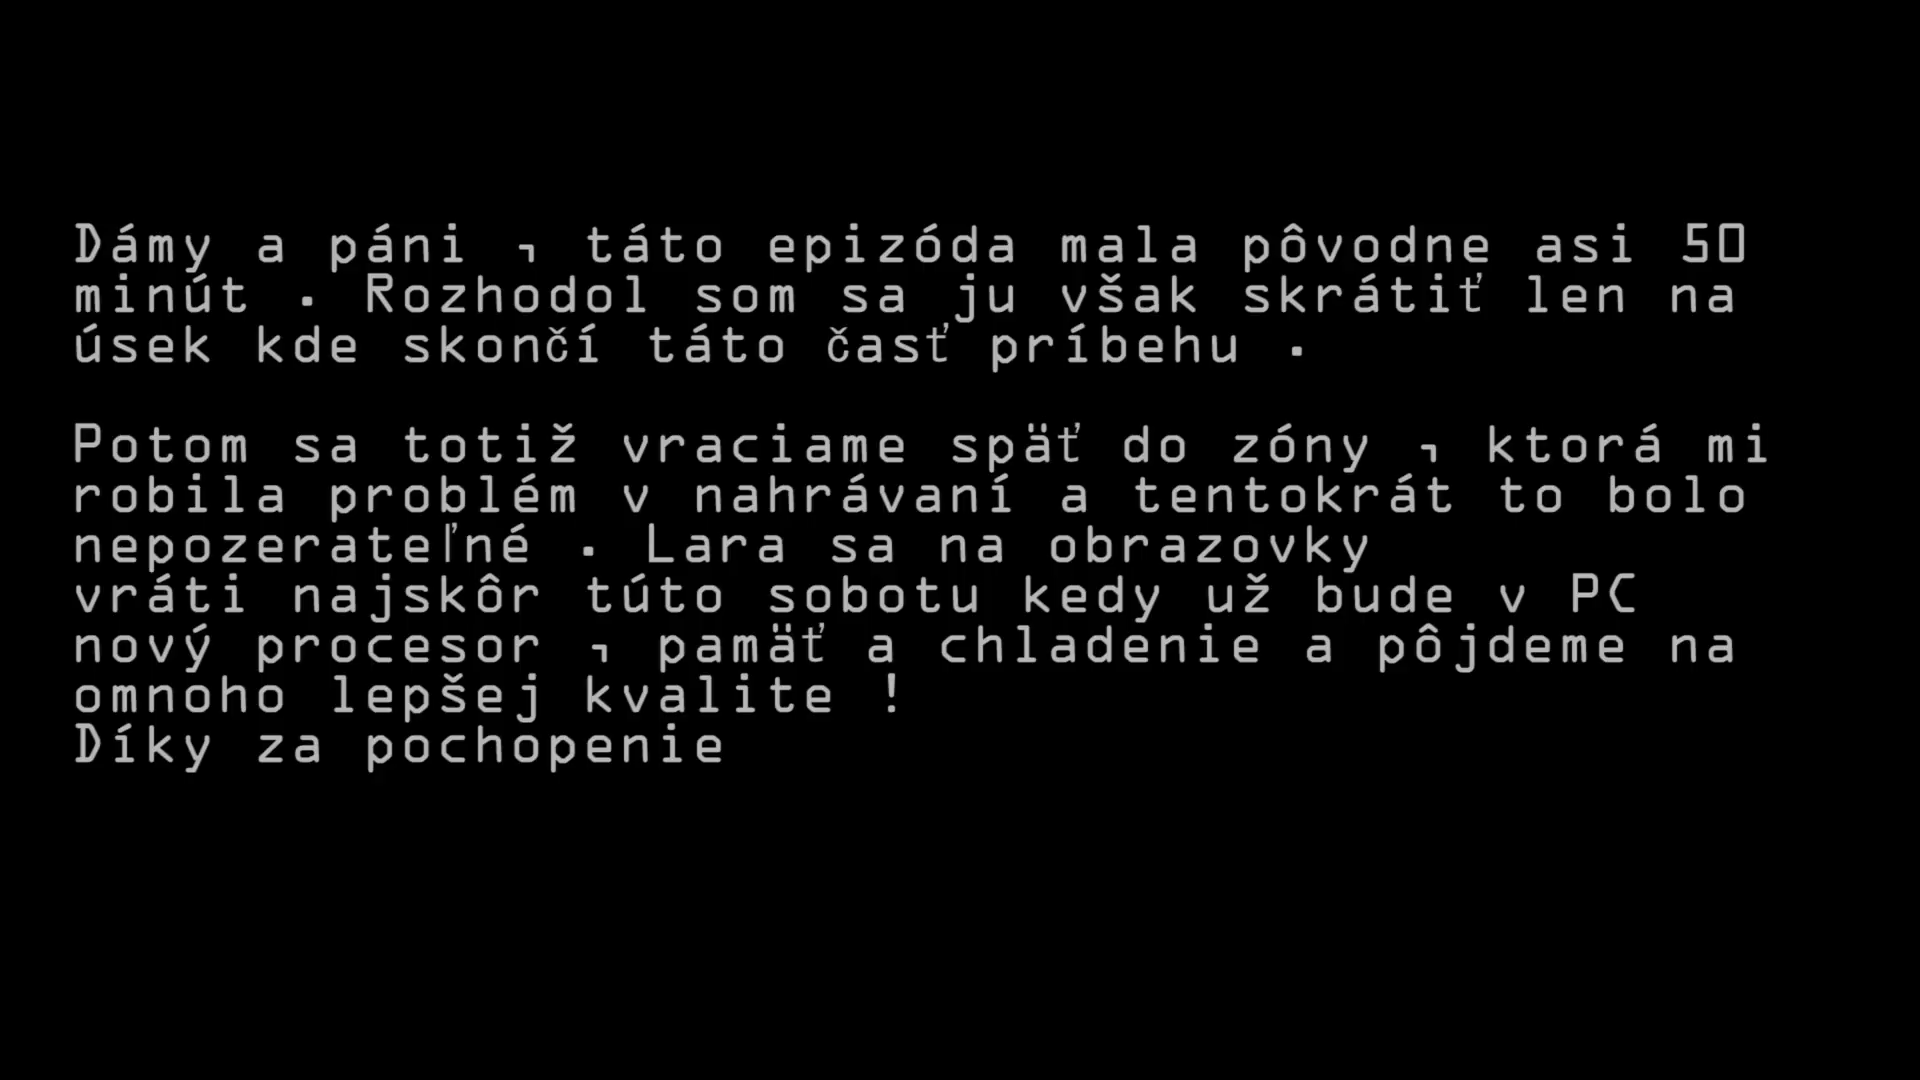 Dámy a páni , táto epizóda mala pôvodne asi 50
minút . Rozhodol som sa ju však skrátiť len na
úsek kde skončí táto časť príbehu .
Potom sa totiž vraciame späť do zóny , ktorá mi
robila problém v nahrávaní a tentokrát to bolo
nepozerateľné . Lara sa na obrazovky
vráti najskôr túto sobotu kedy už bude v PC
nový procesor , pamäť a chladenie a pôjdeme na
omnoho lepšej kvalite !
Díky za pochopenie